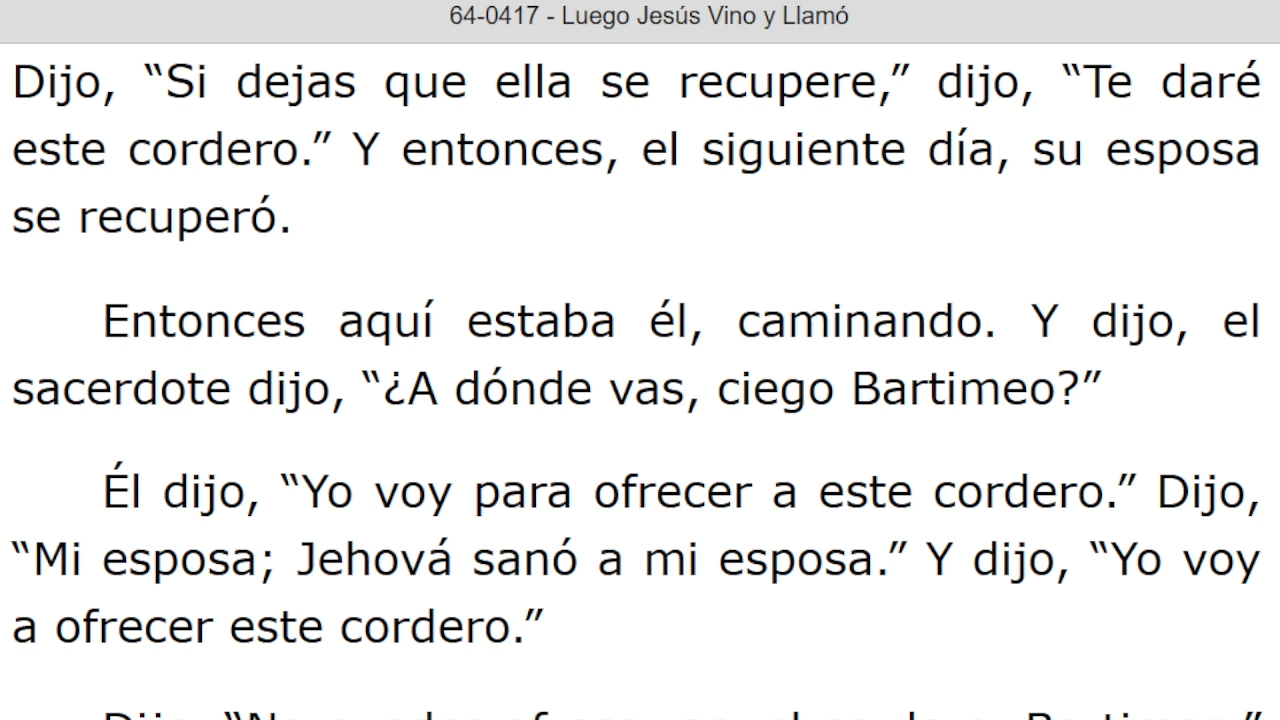 64-0417 - Luego Jesús Vino y Llamó
Dijo, “Si dejas que ella se recupere,” dijo, “Te daré
este cordero.” Y entonces, el siguiente día, su esposa
se recuperó.
Entonces aquí estaba él, caminando. Y dijo, el
sacerdote dijo, “¿A dónde vas, ciego Bartimeo?”
Él dijo, “Yo voy para ofrecer a este cordero.” Dijo,
“Mi esposa; Jehová sanó a mi esposa.” Y dijo, “Yo voy
a ofrecer este cordero.”